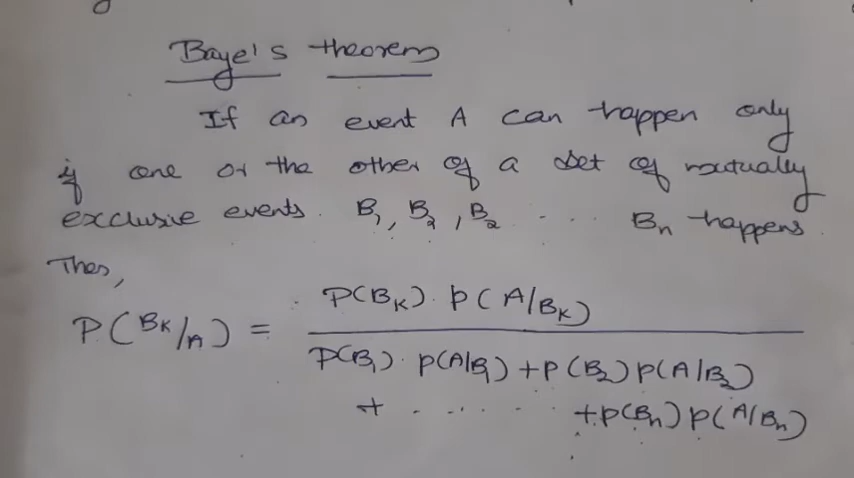 Baye's theorem
If an event A can happen only
if one or the other of a set of mutually
exclusive events. B₁, B₂, B₂ .... Bn happens.
Then,
P(BK/A) = P(BK). P(A/BK)
P(B₁). P(A/B₁) + P(B₂) P(A/B₂)
+ ........ + P(Bn) P(A/Bn)